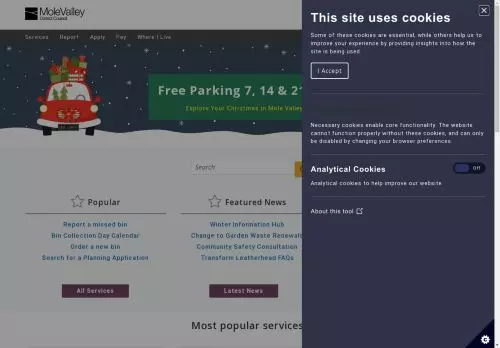 MoleValley
District Council
Services Report Apply Pay Where I Live
Free Parking 7, 14 & 21
Explore Your Christmas in Mole Valley
Search
Popular
Report a missed bin
Bin Collection Day Calendar
Order a new bin
Search for a Planning Application
All Services
Featured News
Winter Information Hub
Change to Garden Waste Renewals
Community Safety Consultation
Transform Leatherhead FAQs
Latest News
Most popular services
This site uses cookies
Some of these cookies are essential, while others help us to
improve your experience by providing insights into how the
site is being used.
I Accept
Necessary cookies enable core functionality. The website
cannot function properly without these cookies, and can only
be disabled by changing your browser preferences.
Analytical Cookies
Off
Analytical cookies to help improve our website.
About this tool